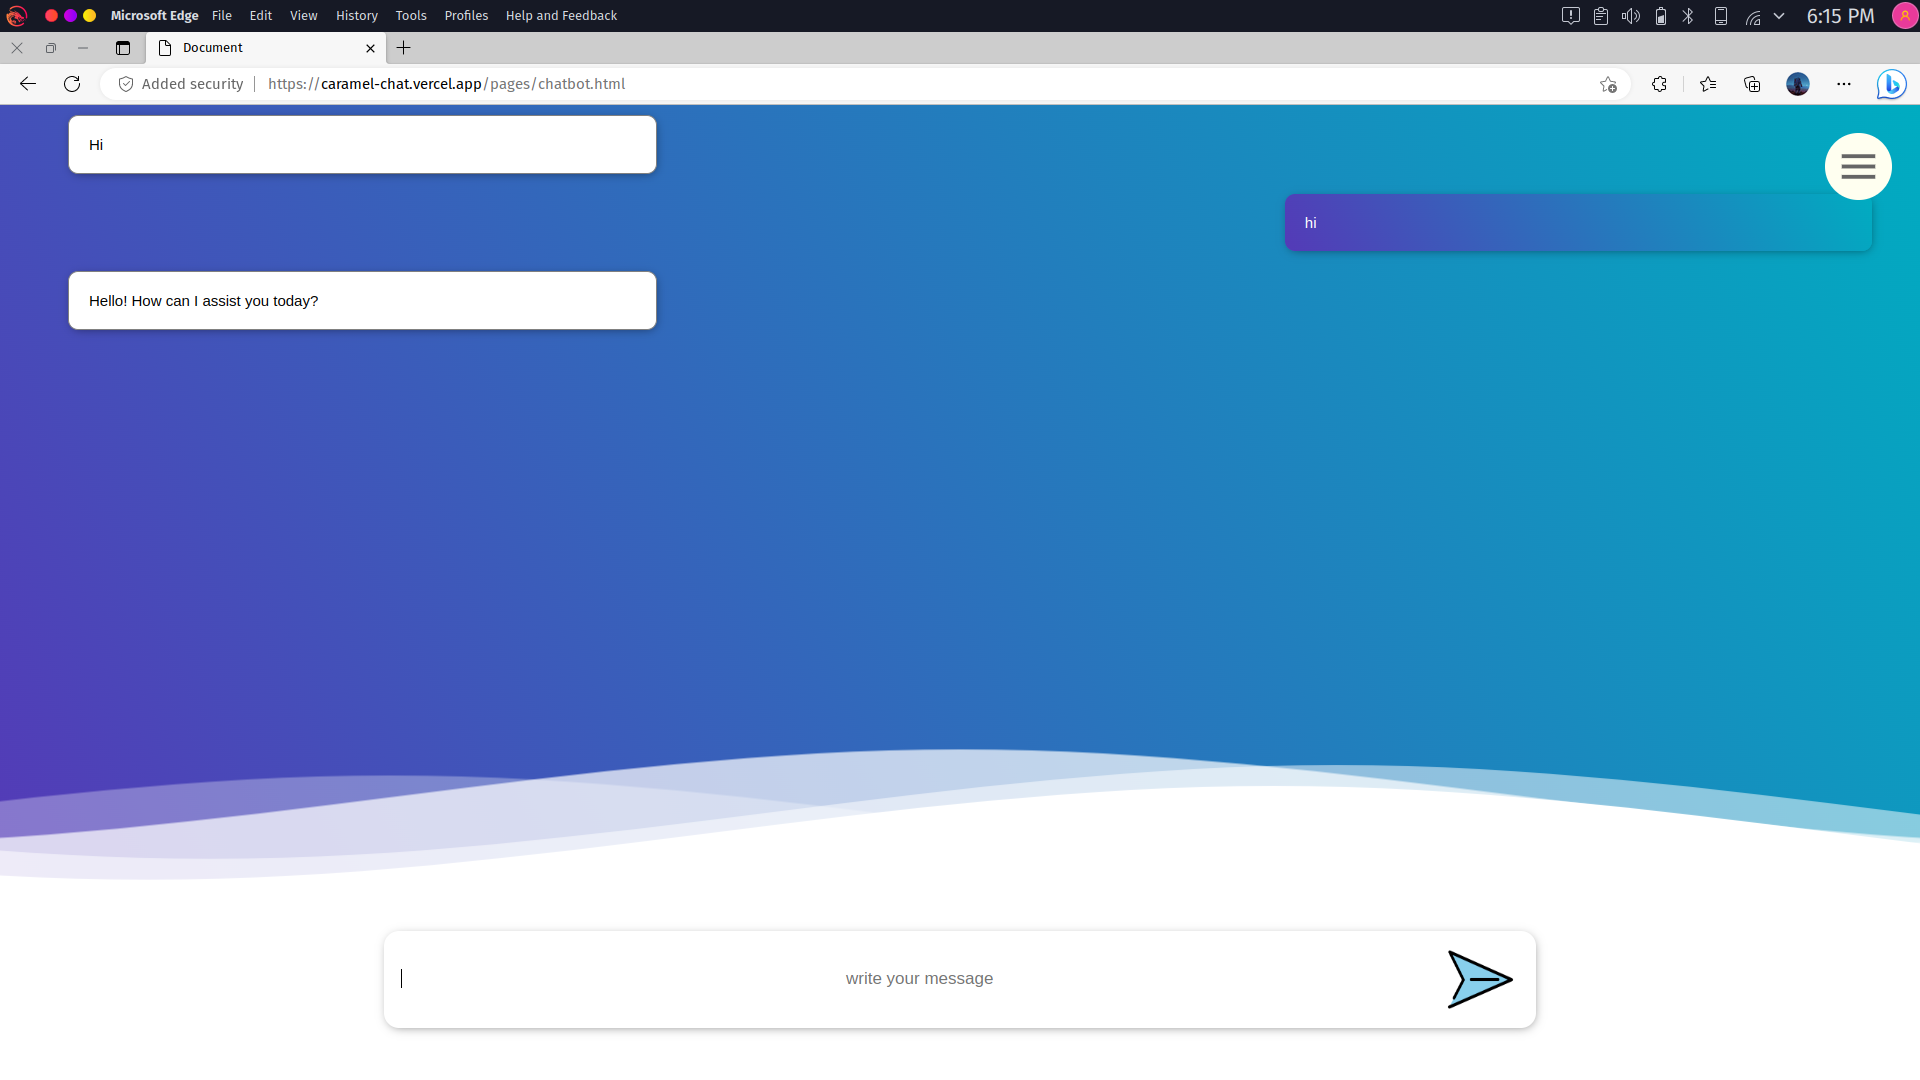 Microsoft Edge File Edit View History Tools Profiles Help and Feedback 6:15 PM
Document
Added security https://caramel-chat.vercel.app/pages/chatbot.html
Hi
hi
Hello! How can I assist you today?
write your message